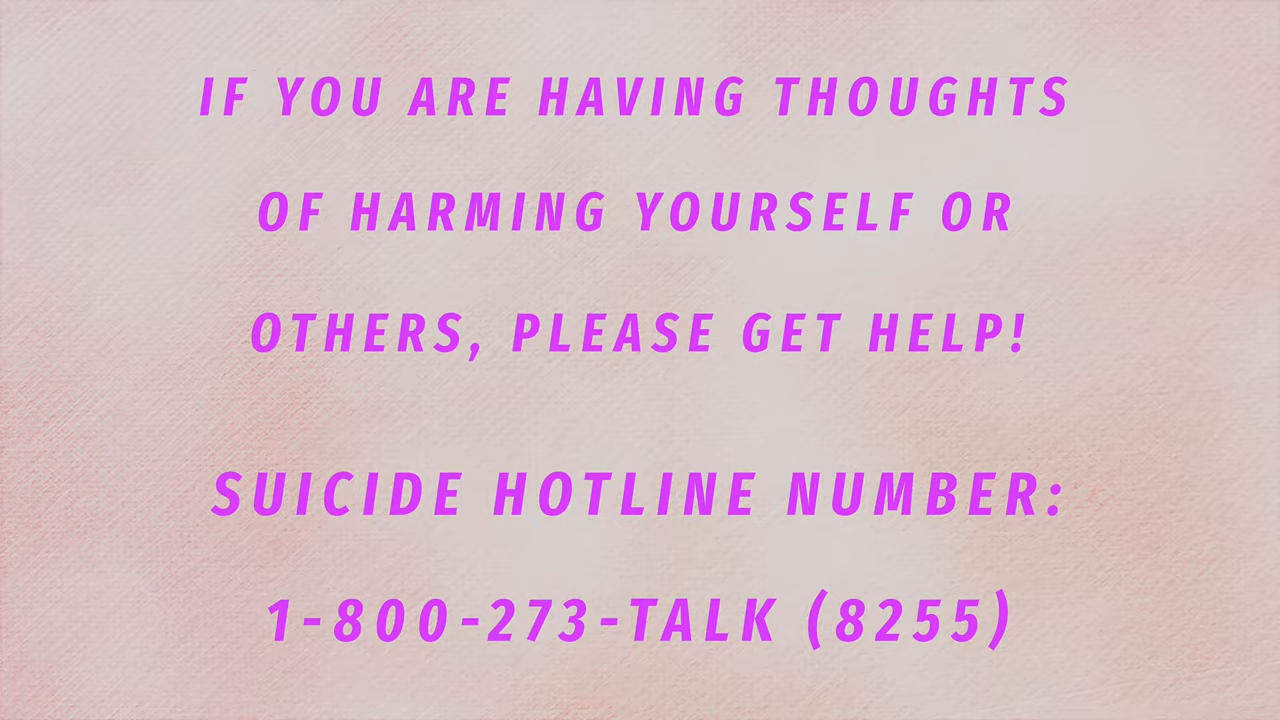 IF YOU ARE HAVING THOUGHTS
OF HARMING YOURSELF OR
OTHERS, PLEASE GET HELP!
SUICIDE HOTLINE NUMBER:
1-800-273-TALK (8255)